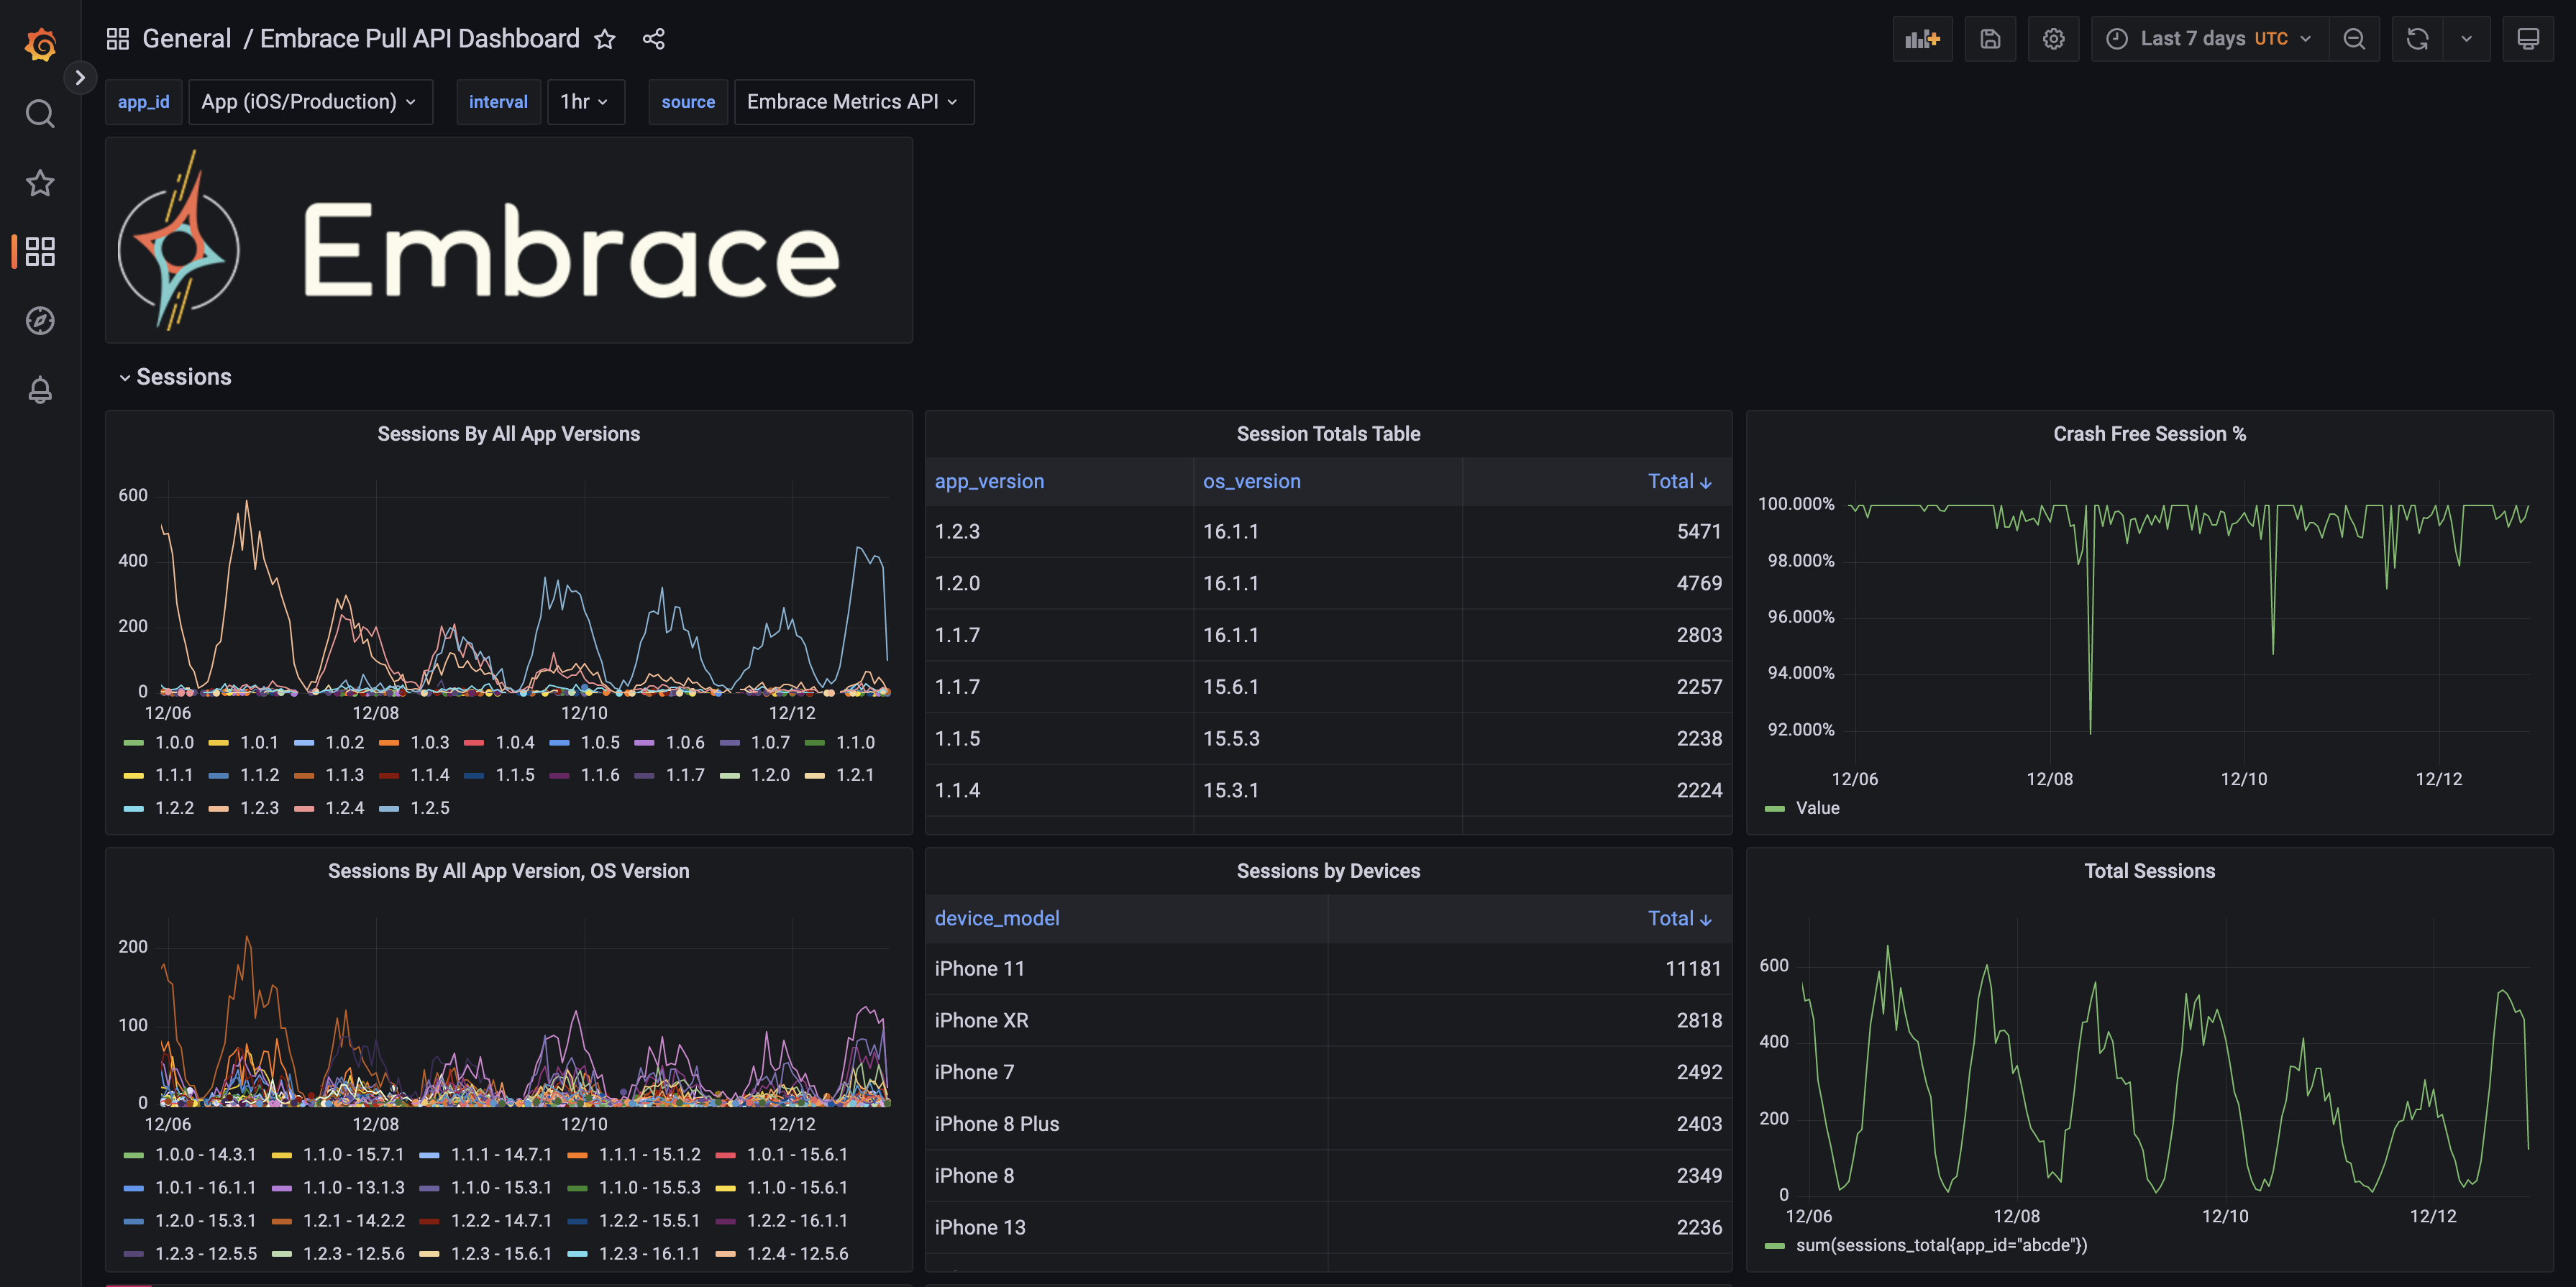 General / Embrace Pull API Dashboard
Last 7 days UTC
app_id App (iOS/Production) interval 1hr source Embrace Metrics API
Embrace
Sessions
Sessions By All App Versions
600
400
200
0
12/06 12/08 12/10 12/12
1.0.0 1.0.1 1.0.2 1.0.3 1.0.4 1.0.5 1.0.6 1.0.7 1.1.0
1.1.1 1.1.2 1.1.3 1.1.4 1.1.5 1.1.6 1.1.7 1.2.0 1.2.1
1.2.2 1.2.3 1.2.4 1.2.5
Session Totals Table
app_version os_version Total
1.2.3 16.1.1 5471
1.2.0 16.1.1 4769
1.1.7 16.1.1 2803
1.1.7 15.6.1 2257
1.1.5 15.5.3 2238
1.1.4 15.3.1 2224
Crash Free Session %
100.000%
98.000%
96.000%
94.000%
92.000%
12/06 12/08 12/10 12/12
Value
Sessions By All App Version, OS Version
200
100
0
12/06 12/08 12/10 12/12
1.0.0 - 14.3.1 1.1.0 - 15.7.1 1.1.1 - 14.7.1 1.1.1 - 15.1.2 1.0.1 - 15.6.1
1.0.1 - 16.1.1 1.1.0 - 13.1.3 1.1.0 - 15.3.1 1.1.0 - 15.5.3 1.1.0 - 15.6.1
1.2.0 - 15.3.1 1.2.1 - 14.2.2 1.2.2 - 14.7.1 1.2.2 - 15.5.1 1.2.2 - 16.1.1
1.2.3 - 12.5.5 1.2.3 - 12.5.6 1.2.3 - 15.6.1 1.2.3 - 16.1.1 1.2.4 - 12.5.6
Sessions by Devices
device_model Total
iPhone 11 11181
iPhone XR 2818
iPhone 7 2492
iPhone 8 Plus 2403
iPhone 8 2349
iPhone 13 2236
Total Sessions
600
400
200
0
12/06 12/08 12/10 12/12
sum(sessions_total{app_id="abcde"})